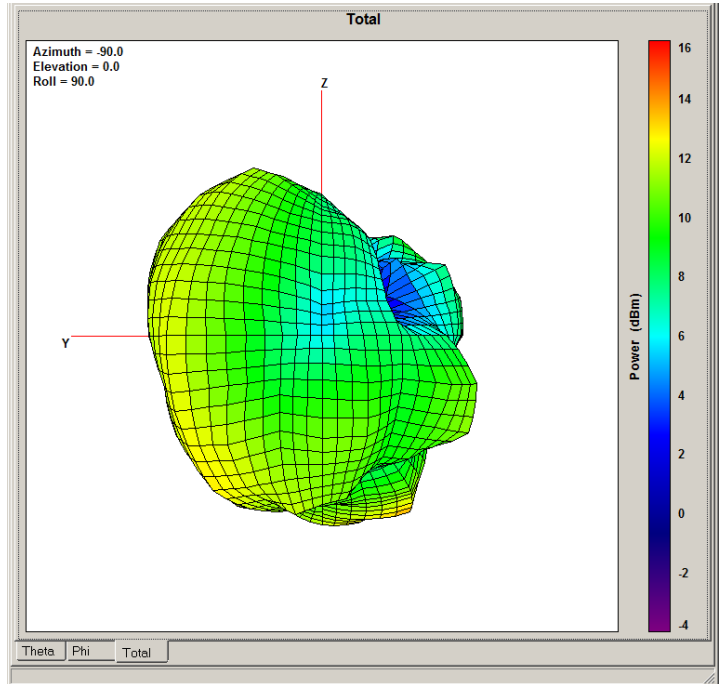 Total
Azimuth = -90.0
Elevation = 0.0
Roll = 90.0
Z
Y
16
14
12
10
8
6
4
2
0
-2
-4
Power (dBm)
Theta
Phi
Total